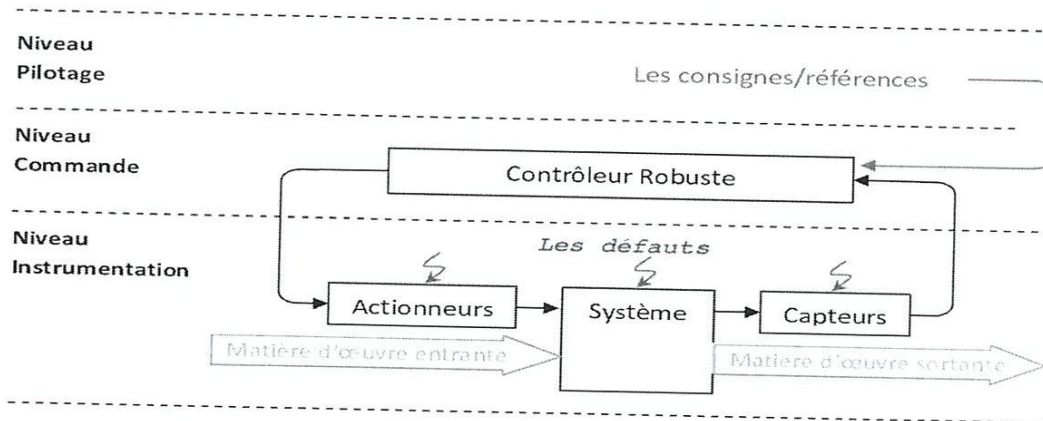 Niveau
Pilotage
Les consignes/références
Niveau
Commande
Contrôleur Robuste
Niveau
Instrumentation
Les défauts
Actionneurs
Système
Capteurs
Matière d'œuvre entrante
Matière d'œuvre sortante